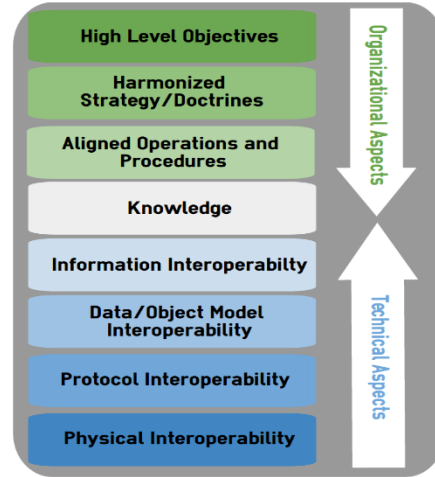 High Level Objectives
Harmonized
Strategy/Doctrines
Aligned Operations and
Procedures
Knowledge
Information Interoperabilty
Data/Object Model
Interoperability
Protocol Interoperability
Physical Interoperability
Organizational Aspects
Technical Aspects